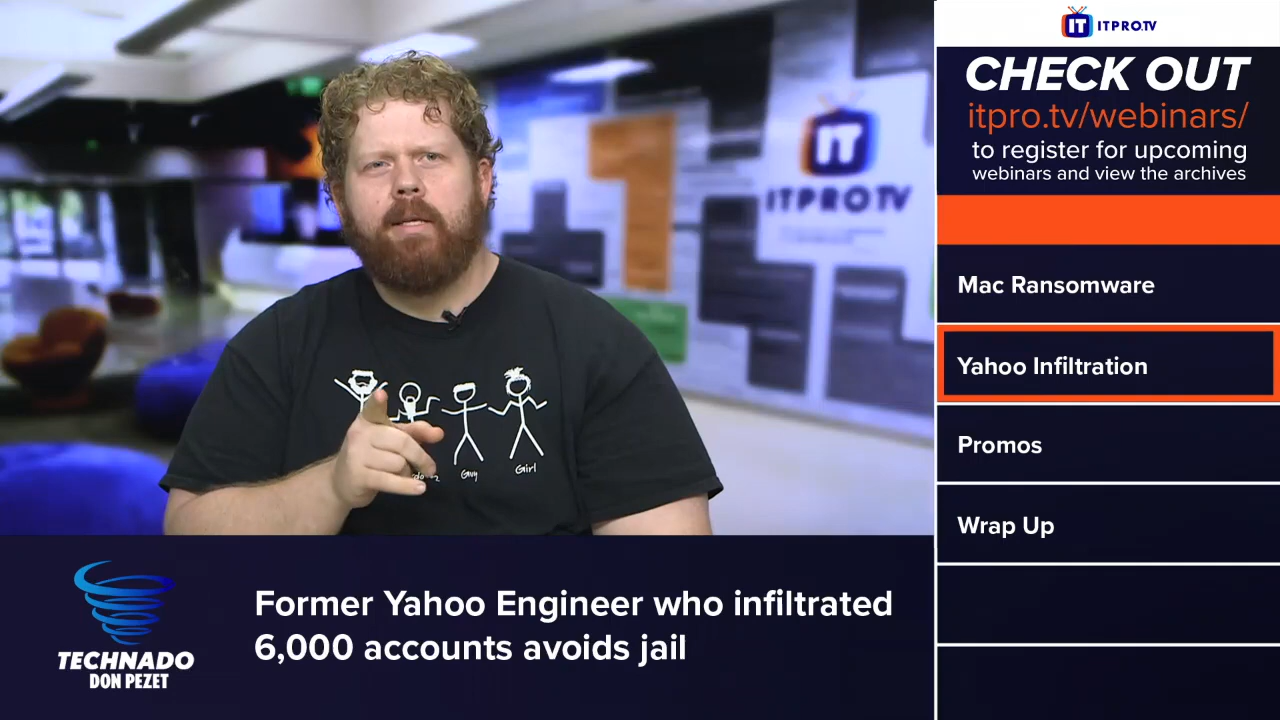 IT ITPRO.TV
CHECK OUT
itpro.tv/webinars/
to register for upcoming
webinars and view the archives
Mac Ransomware
Yahoo Infiltration
Promos
Wrap Up
IT
ITPROTV
Guy
Girl
Former Yahoo Engineer who infiltrated
6,000 accounts avoids jail
TECHNADO
DON PEZET